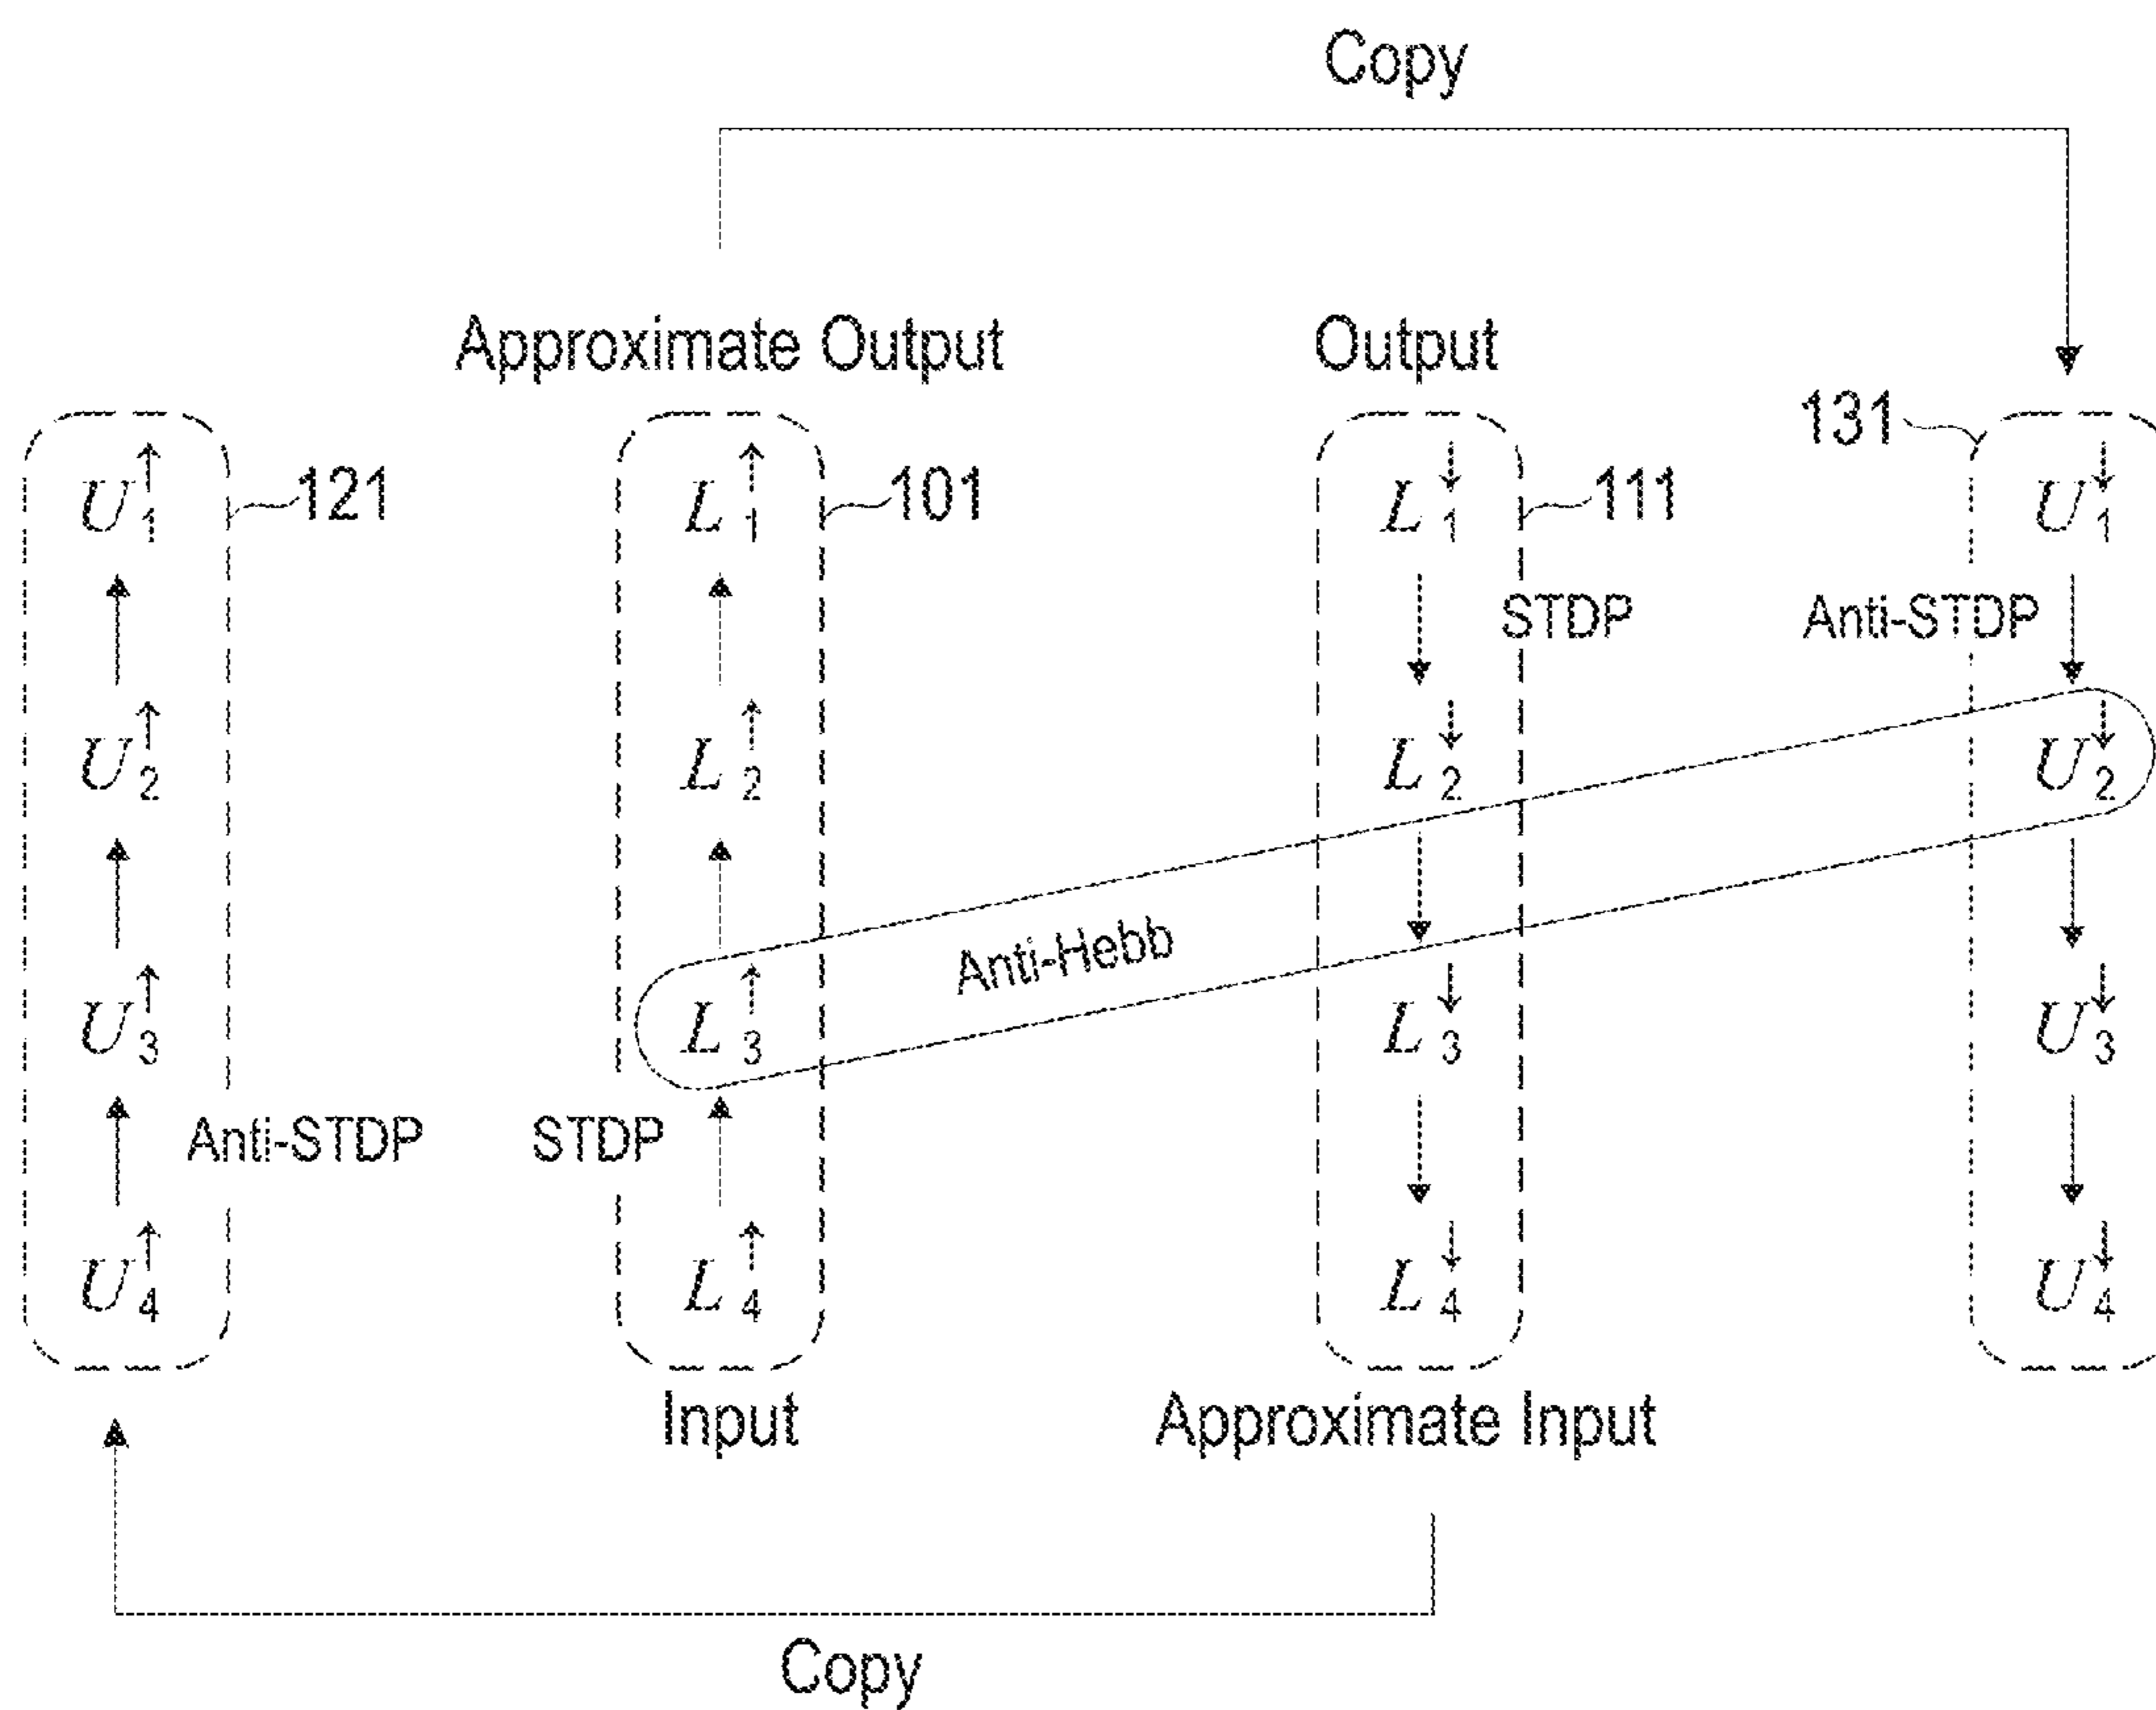 Copy
Approximate Output
Output
U↑1
121
L↑1
101
L↓1
111
131
U↓1
STDP
Anti-STDP
U↑2
L↑2
L↓2
U↓2
Anti-Hebb
U↑3
L↑3
L↓3
U↓3
Anti-STDP
STDP
U↑4
L↑4
L↓4
U↓4
Input
Approximate Input
Copy